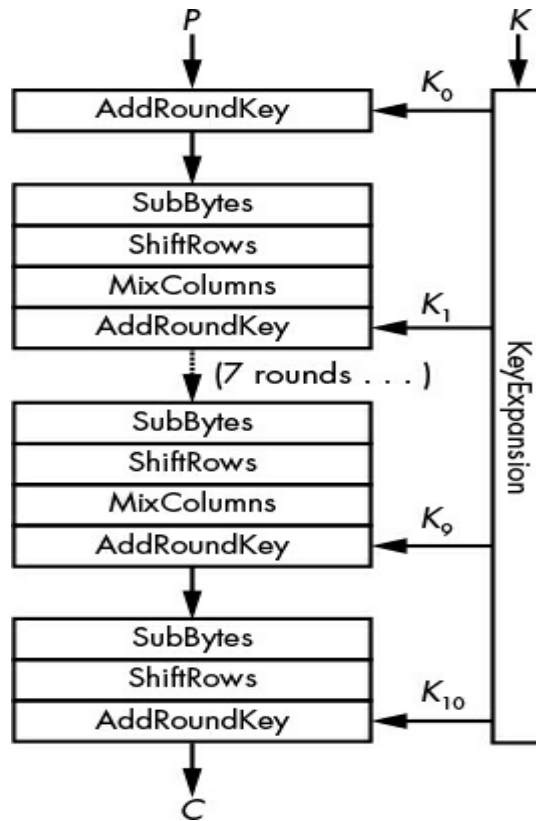 P K
AddRoundKey K₀
SubBytes
ShiftRows
MixColumns
AddRoundKey K₁
(7 rounds . . . )
KeyExpansion
SubBytes
ShiftRows
MixColumns
AddRoundKey K₉
SubBytes
ShiftRows
AddRoundKey K₁₀
C